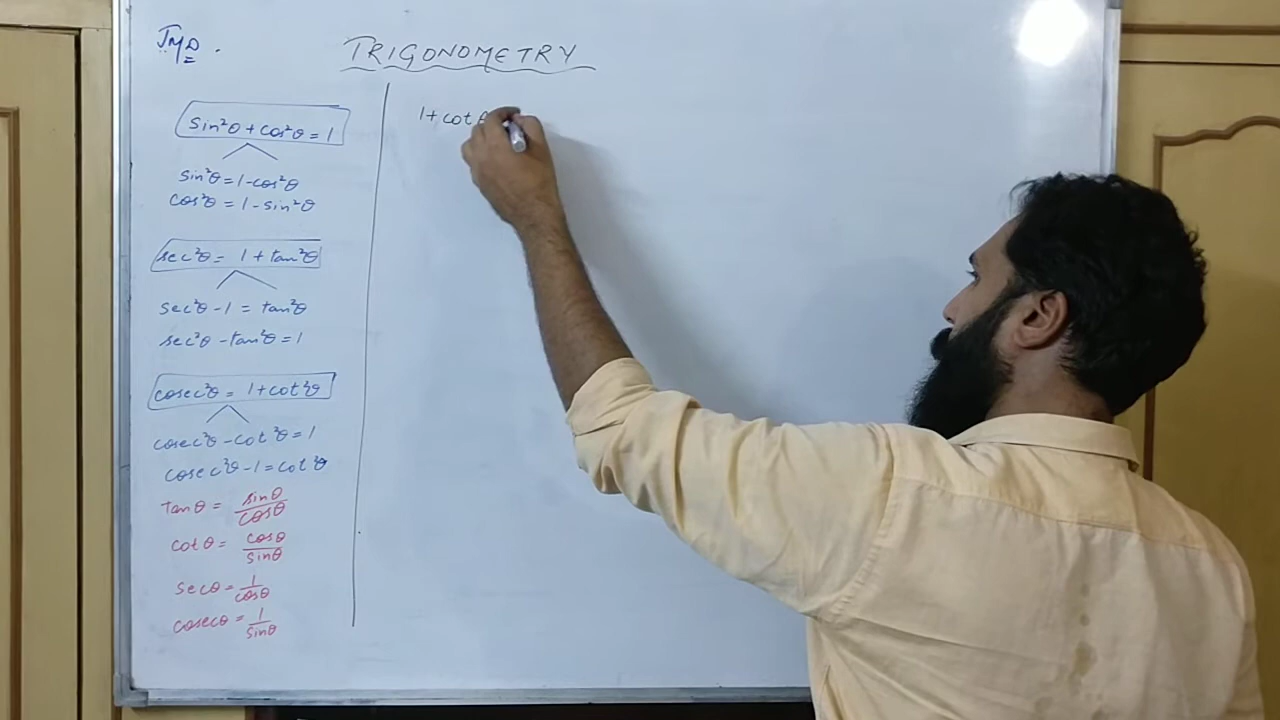 JMD.
TRIGONOMETRY
sin²θ + cos²θ = 1
sin²θ = 1 - cos²θ
cos²θ = 1 - sin²θ
sec²θ = 1 + tan²θ
sec²θ - 1 = tan²θ
sec²θ - tan²θ = 1
cosec²θ = 1 + cot²θ
cosec²θ - cot²θ = 1
cosec²θ - 1 = cot²θ
Tanθ = sinθ/cosθ
cotθ = cosθ/sinθ
secθ = 1/cosθ
cosecθ = 1/sinθ
1 + cot